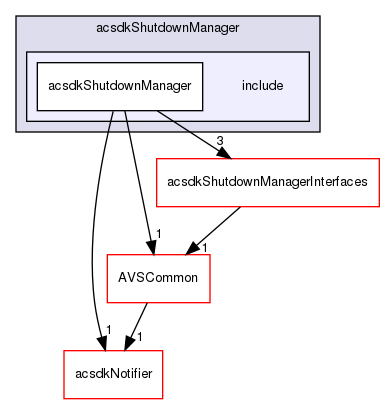 acsdkShutdownManager
acsdkShutdownManager include
3
acsdkShutdownManagerInterfaces
1 1
AVSCommon
1 1
acsdkNotifier